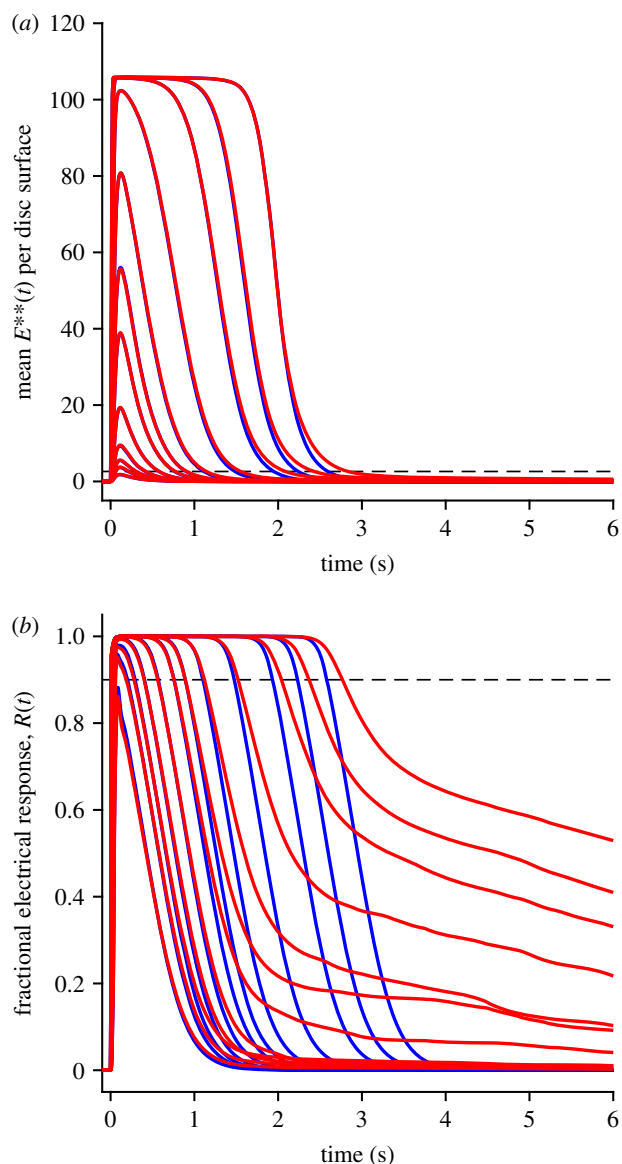 (a)
120
100
80
60
40
20
0
mean E**(t) per disc surface
0 1 2 3 4 5 6
time (s)
(b)
1.0
0.8
0.6
0.4
0.2
0
fractional electrical response, R(t)
0 1 2 3 4 5 6
time (s)